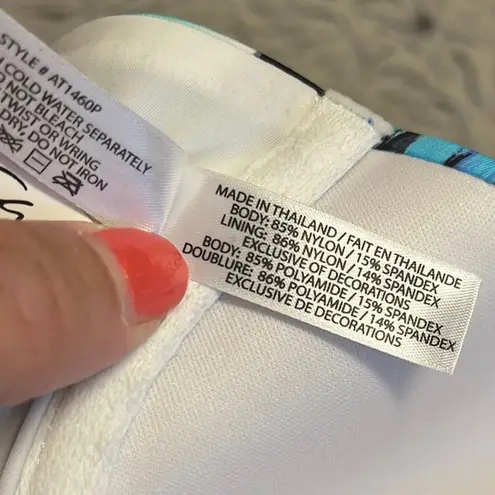 STYLE # AT1460P
COLD WATER SEPARATELY
NOT BLEACH
TWIST OR WRING
DRY. DO NOT IRON
MADE IN THAILAND / FAIT EN THAILANDE
BODY: 85% NYLON / 15% SPANDEX
LINING: 86% NYLON / 14% SPANDEX
EXCLUSIVE OF DECORATIONS
BODY: 85% POLYAMIDE / 15% SPANDEX
DOUBLURE: 86% POLYAMIDE / 14% SPANDEX
EXCLUSIVE DE DECORATIONS